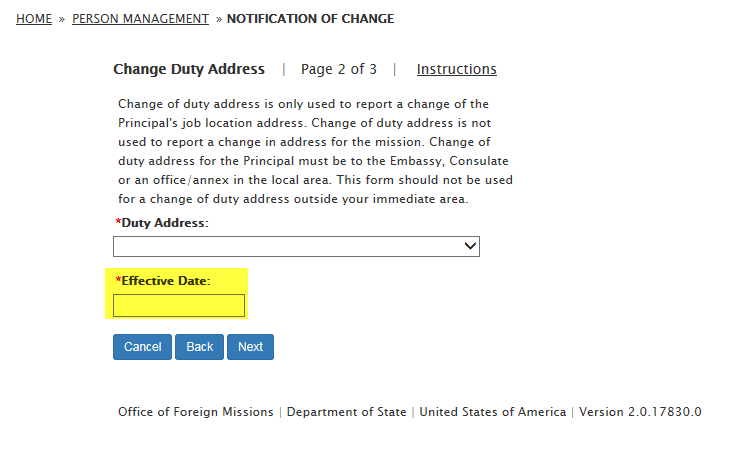 HOME » PERSON MANAGEMENT » NOTIFICATION OF CHANGE
Change Duty Address | Page 2 of 3 | Instructions
Change of duty address is only used to report a change of the
Principal's job location address. Change of duty address is not
used to report a change in address for the mission. Change of
duty address for the Principal must be to the Embassy, Consulate
or an office/annex in the local area. This form should not be used
for a change of duty address outside your immediate area.
*Duty Address:
*Effective Date:
Cancel Back Next
Office of Foreign Missions | Department of State | United States of America | Version 2.0.17830.0